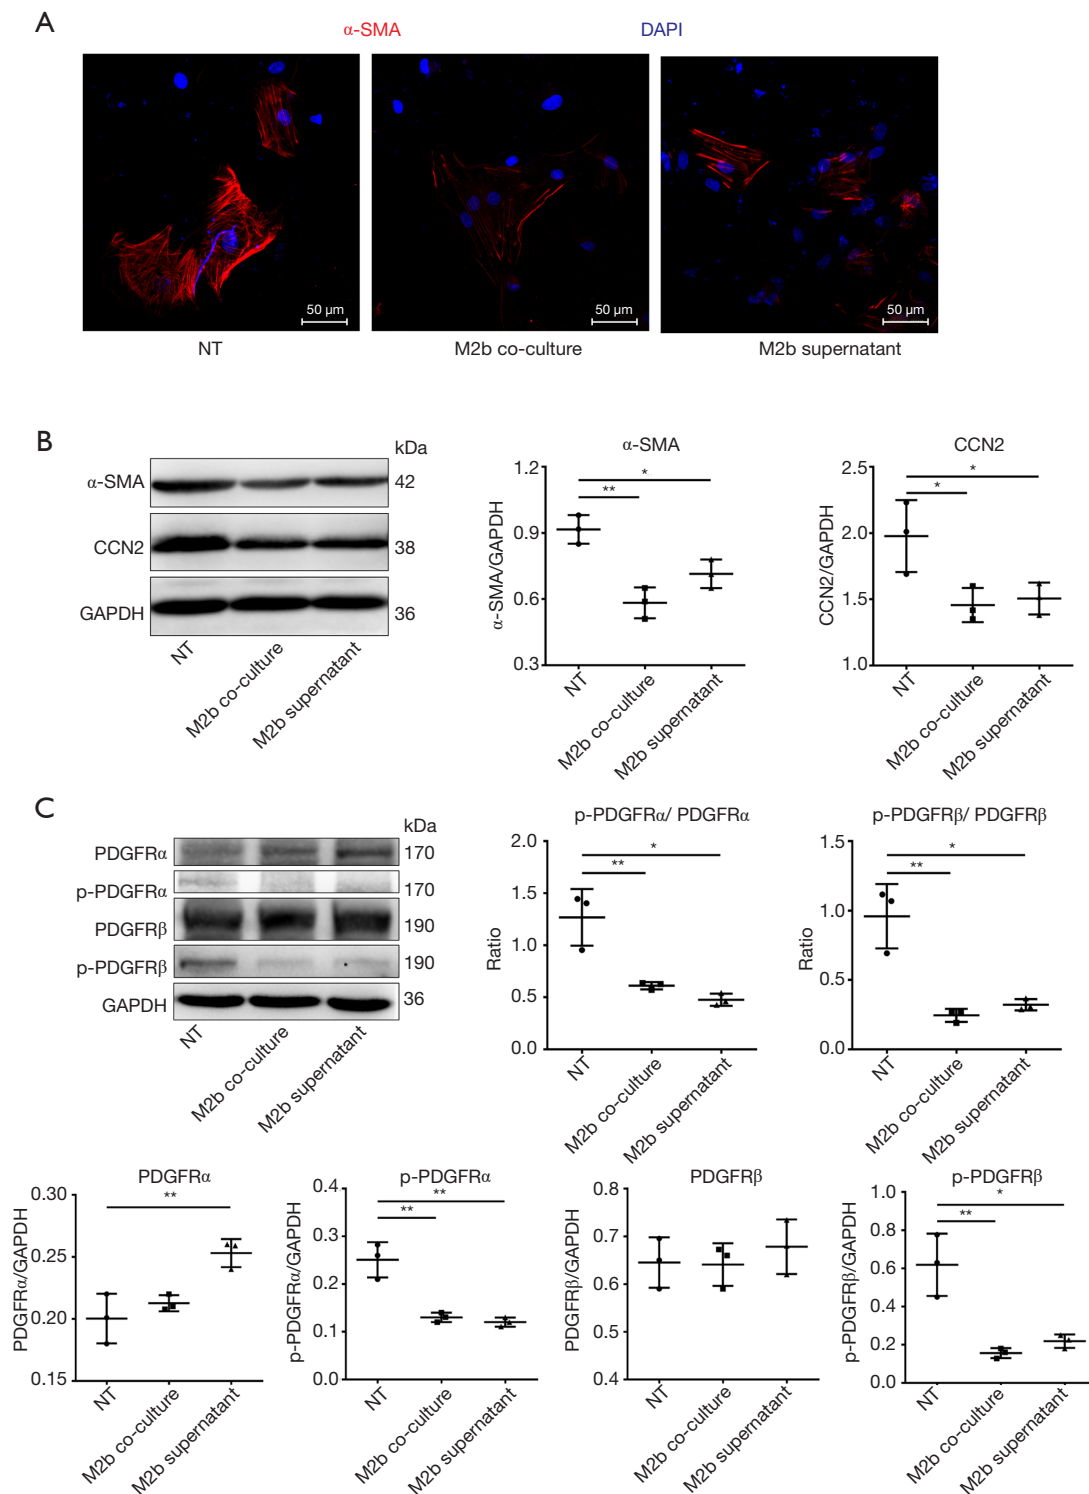 A
α-SMA DAPI
50 µm 50 µm 50 µm
NT M2b co-culture M2b supernatant
B
kDa
α-SMA 42
CCN2 38
GAPDH 36
NT
M2b co-culture
M2b supernatant
α-SMA
α-SMA/GAPDH
1.2
0.9
0.6
0.3
*
**
NT
M2b co-culture
M2b supernatant
CCN2
CCN2/GAPDH
2.5
2.0
1.5
1.0
*
*
NT
M2b co-culture
M2b supernatant
C
kDa
PDGFRα 170
p-PDGFRα 170
PDGFRβ 190
p-PDGFRβ 190
GAPDH 36
NT
M2b co-culture
M2b supernatant
p-PDGFRα/ PDGFRα
Ratio
2.0
1.5
1.0
0.5
0.0
*
**
NT
M2b co-culture
M2b supernatant
p-PDGFRβ/ PDGFRβ
Ratio
1.5
1.0
0.5
0.0
*
**
NT
M2b co-culture
M2b supernatant
PDGFRα
PDGFRα/GAPDH
0.30
0.25
0.20
0.15
**
NT
M2b co-culture
M2b supernatant
p-PDGFRα
p-PDGFRα/GAPDH
0.4
0.3
0.2
0.1
0.0
**
**
NT
M2b co-culture
M2b supernatant
PDGFRβ
PDGFRβ/GAPDH
0.8
0.7
0.6
0.5
0.4
NT
M2b co-culture
M2b supernatant
p-PDGFRβ
p-PDGFRβ/GAPDH
1.0
0.8
0.6
0.4
0.2
0.0
*
**
NT
M2b co-culture
M2b supernatant